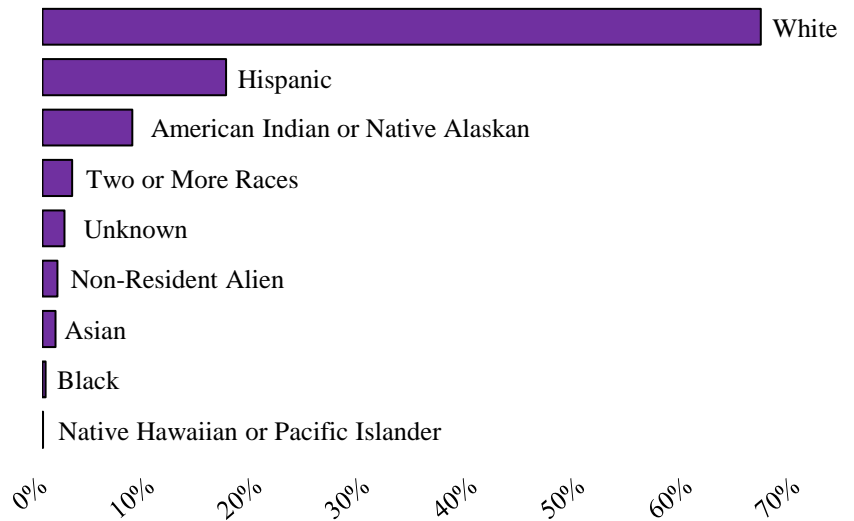 White
Hispanic
American Indian or Native Alaskan
Two or More Races
Unknown
Non-Resident Alien
Asian
Black
Native Hawaiian or Pacific Islander
0% 10% 20% 30% 40% 50% 60% 70%